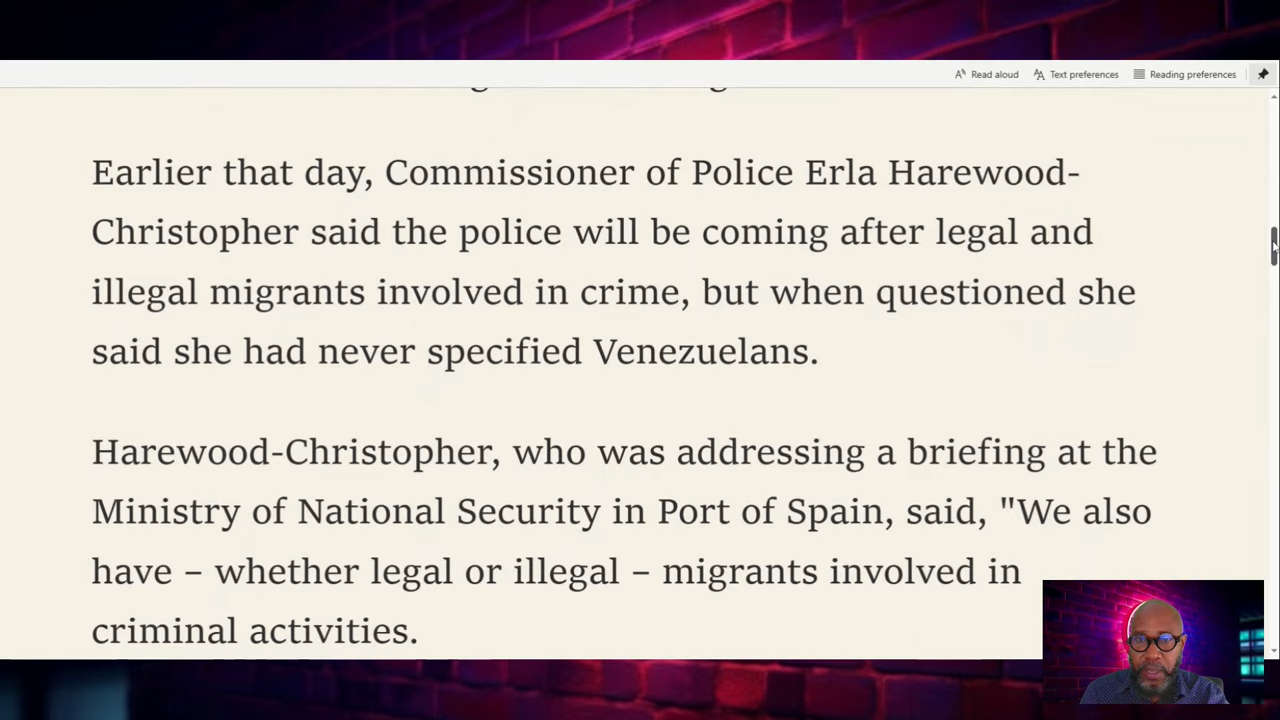 Read aloud
Text preferences
Reading preferences
Earlier that day, Commissioner of Police Erla Harewood-
Christopher said the police will be coming after legal and
illegal migrants involved in crime, but when questioned she
said she had never specified Venezuelans.
Harewood-Christopher, who was addressing a briefing at the
Ministry of National Security in Port of Spain, said, "We also
have – whether legal or illegal – migrants involved in
criminal activities.